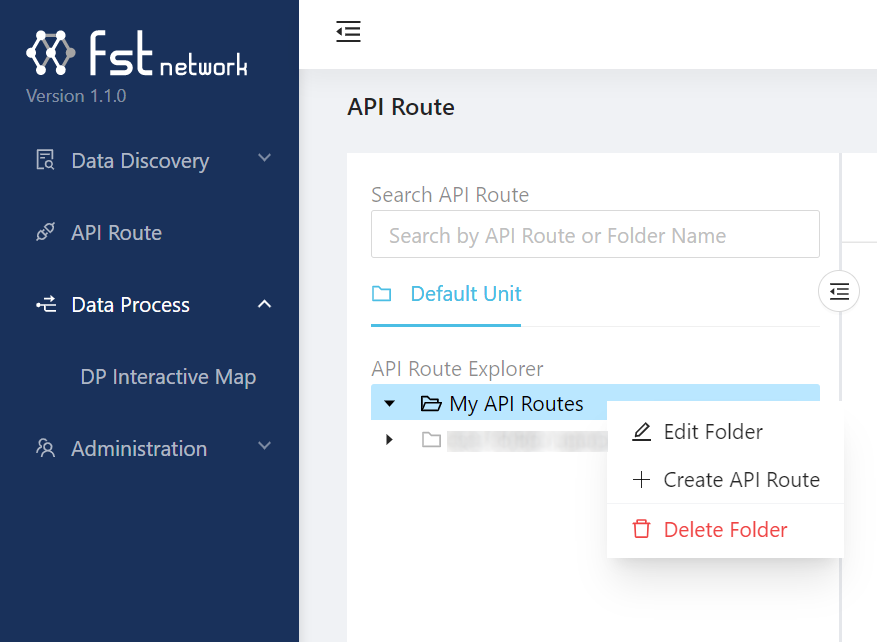 fst network
Version 1.1.0
Data Discovery
API Route
Data Process
DP Interactive Map
Administration
API Route
Search API Route
Search by API Route or Folder Name
Default Unit
API Route Explorer
My API Routes
Edit Folder
Create API Route
Delete Folder